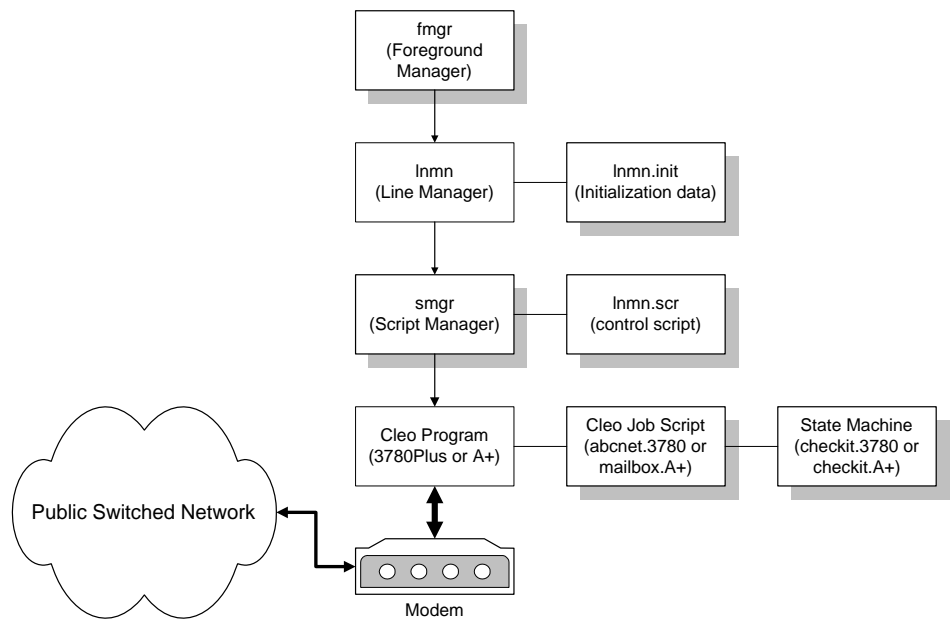 fmgr
(Foreground
Manager)
lnmn
(Line Manager)
lnmn.init
(Initialization data)
smgr
(Script Manager)
lnmn.scr
(control script)
Cleo Program
(3780Plus or A+)
Cleo Job Script
(abcnet.3780 or
mailbox.A+)
State Machine
(checkit.3780 or
checkit.A+)
Public Switched Network
Modem